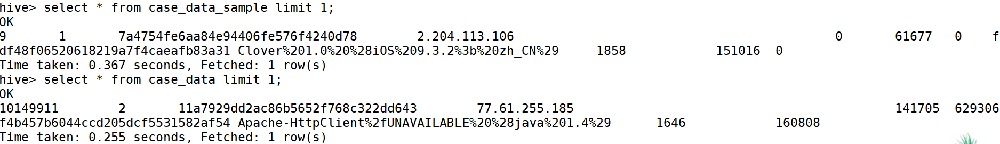 hive> select * from case_data_sample limit 1;
OK
9 1 7a4754fe6aa84e94406fe576f4240d78 2.204.113.106 0 61677 0 f
df48f06520618219a7f4caeafb83a31 Clover%201.0%20%28iOS%209.3.2%3b%20zh_CN%29 1858 151016 0
Time taken: 0.367 seconds, Fetched: 1 row(s)
hive> select * from case_data limit 1;
OK
10149911 2 11a7929dd2ac86b5652f768c322dd643 77.61.255.185 141705 629306
f4b457b6044ccd205dcf5531582af54 Apache-HttpClient%2fUNAVAILABLE%20%28java%201.4%29 1646 160808
Time taken: 0.255 seconds, Fetched: 1 row(s)